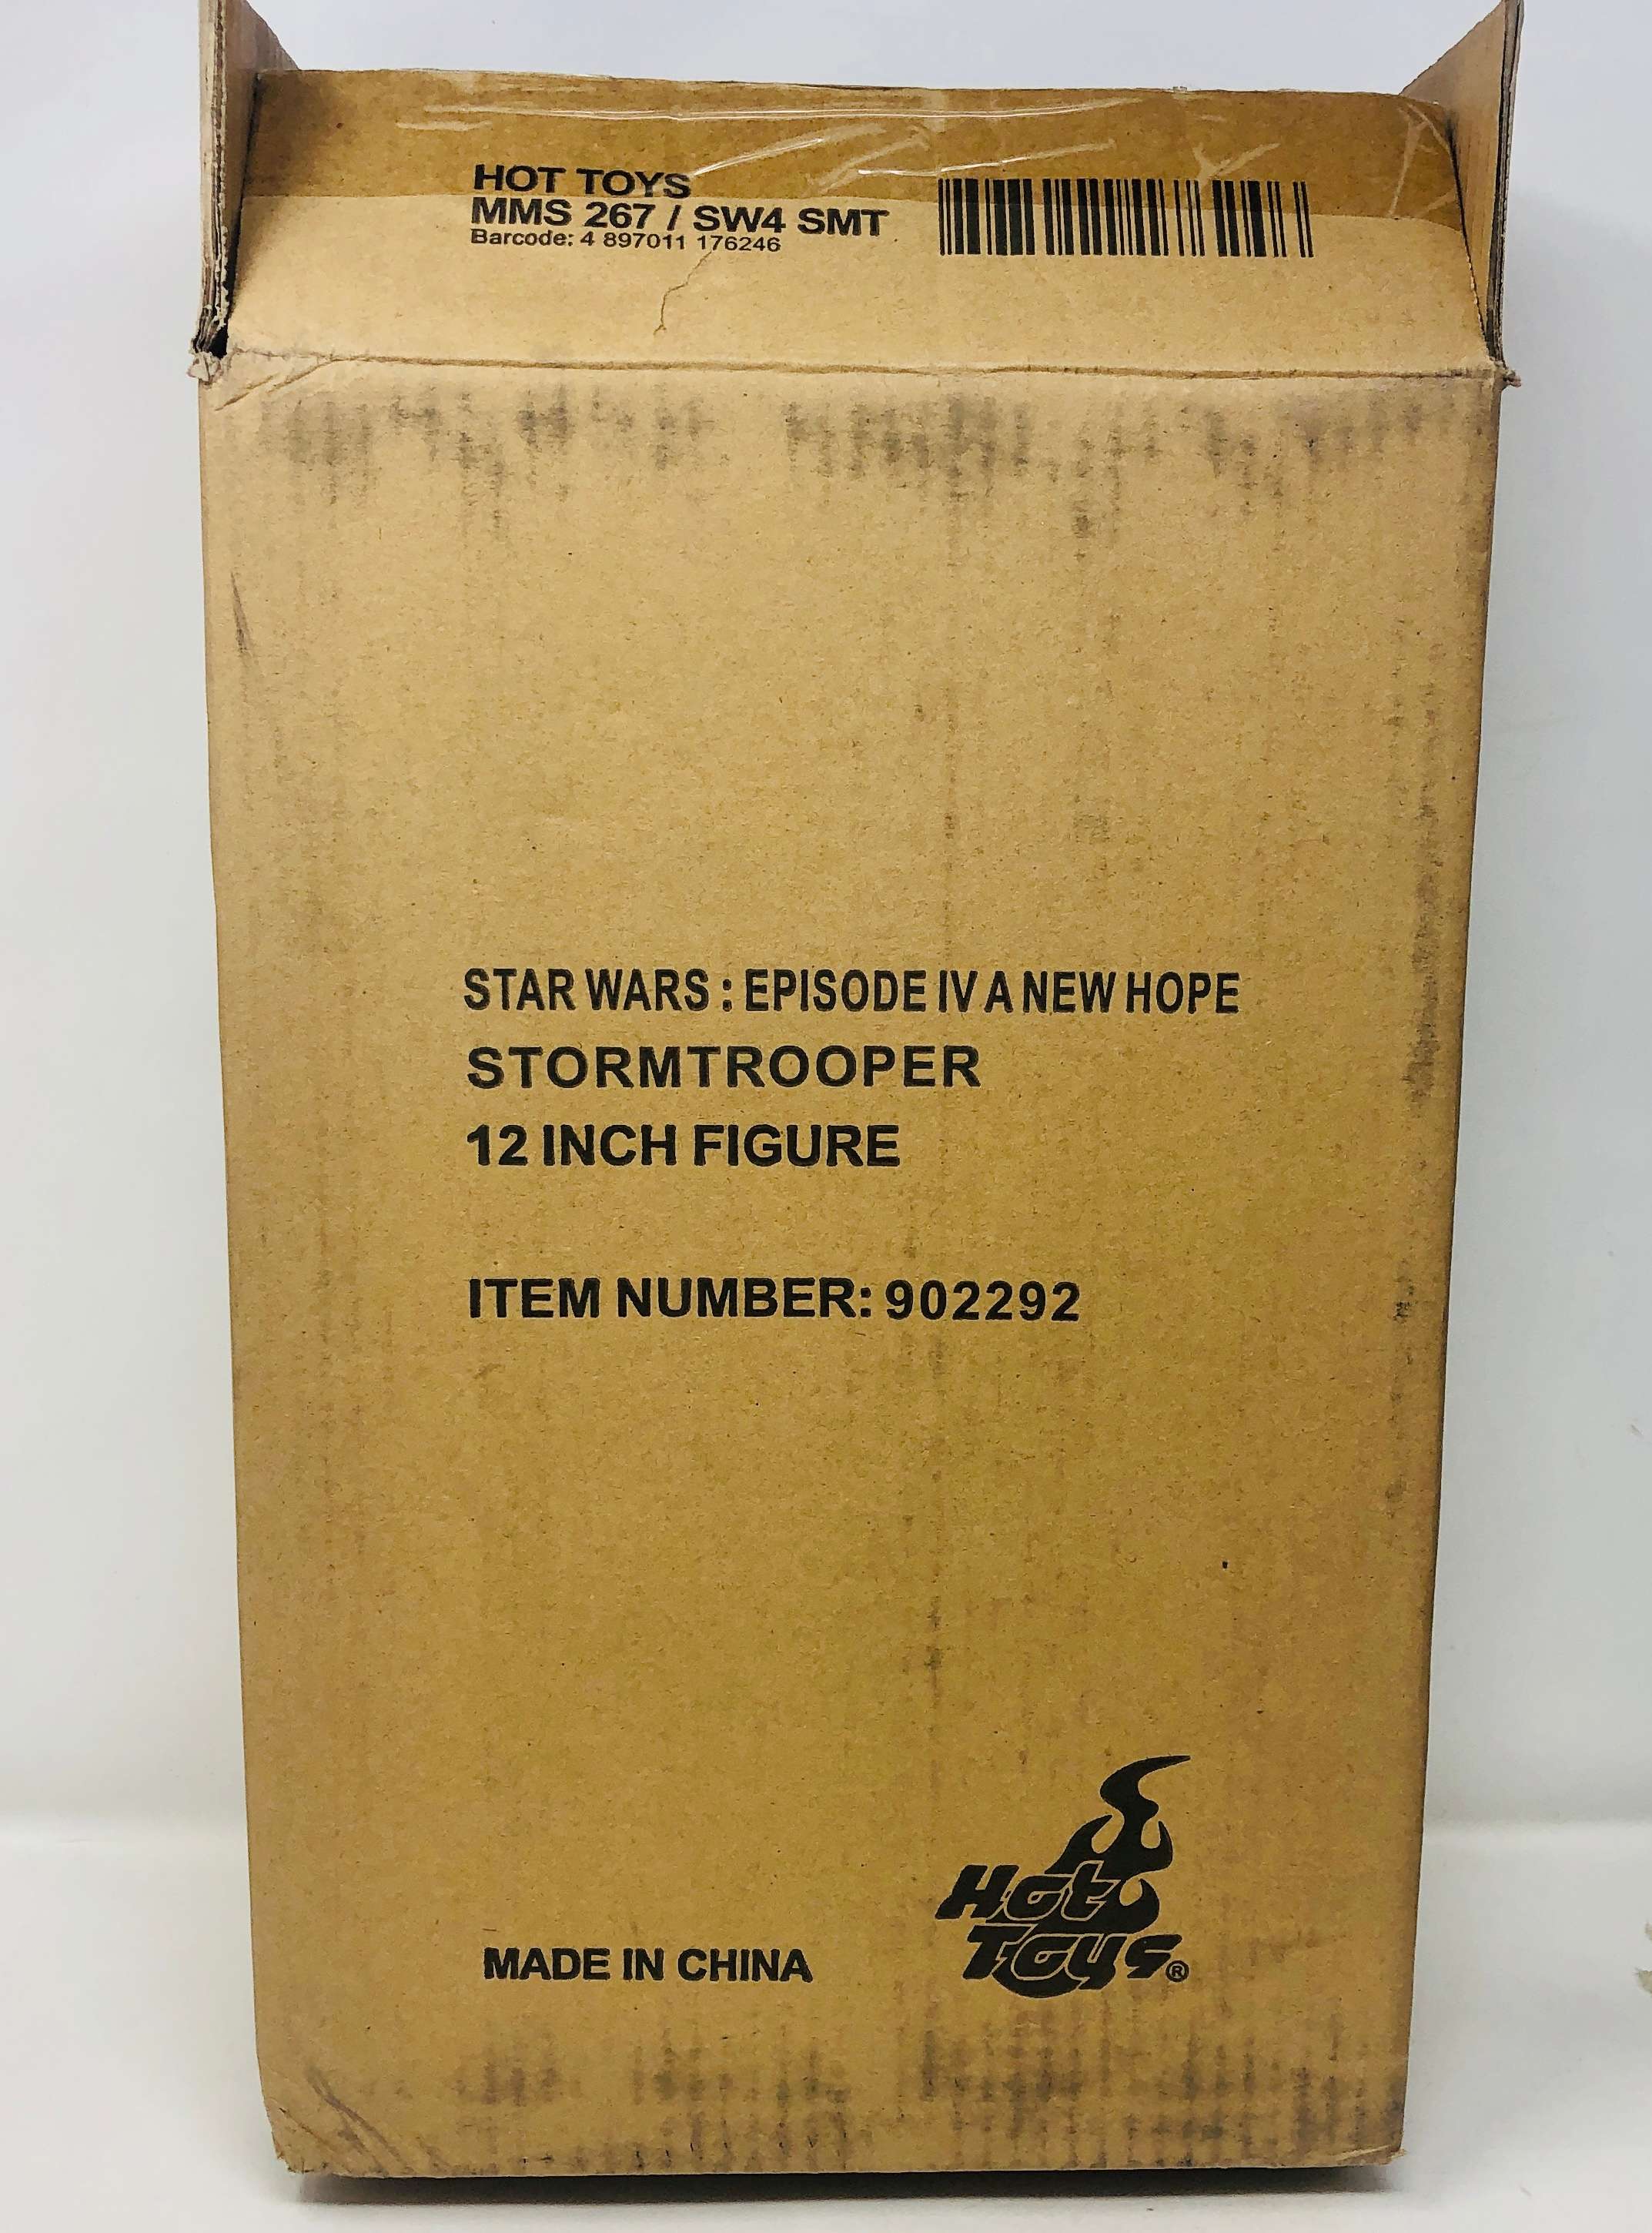 HOT TOYS
MMS 267 / SW4 SMT
Barcode: 4 897011 176246
STAR WARS : EPISODE IV A NEW HOPE
STORMTROOPER
12 INCH FIGURE
ITEM NUMBER: 902292
MADE IN CHINA
Hot
Toys®